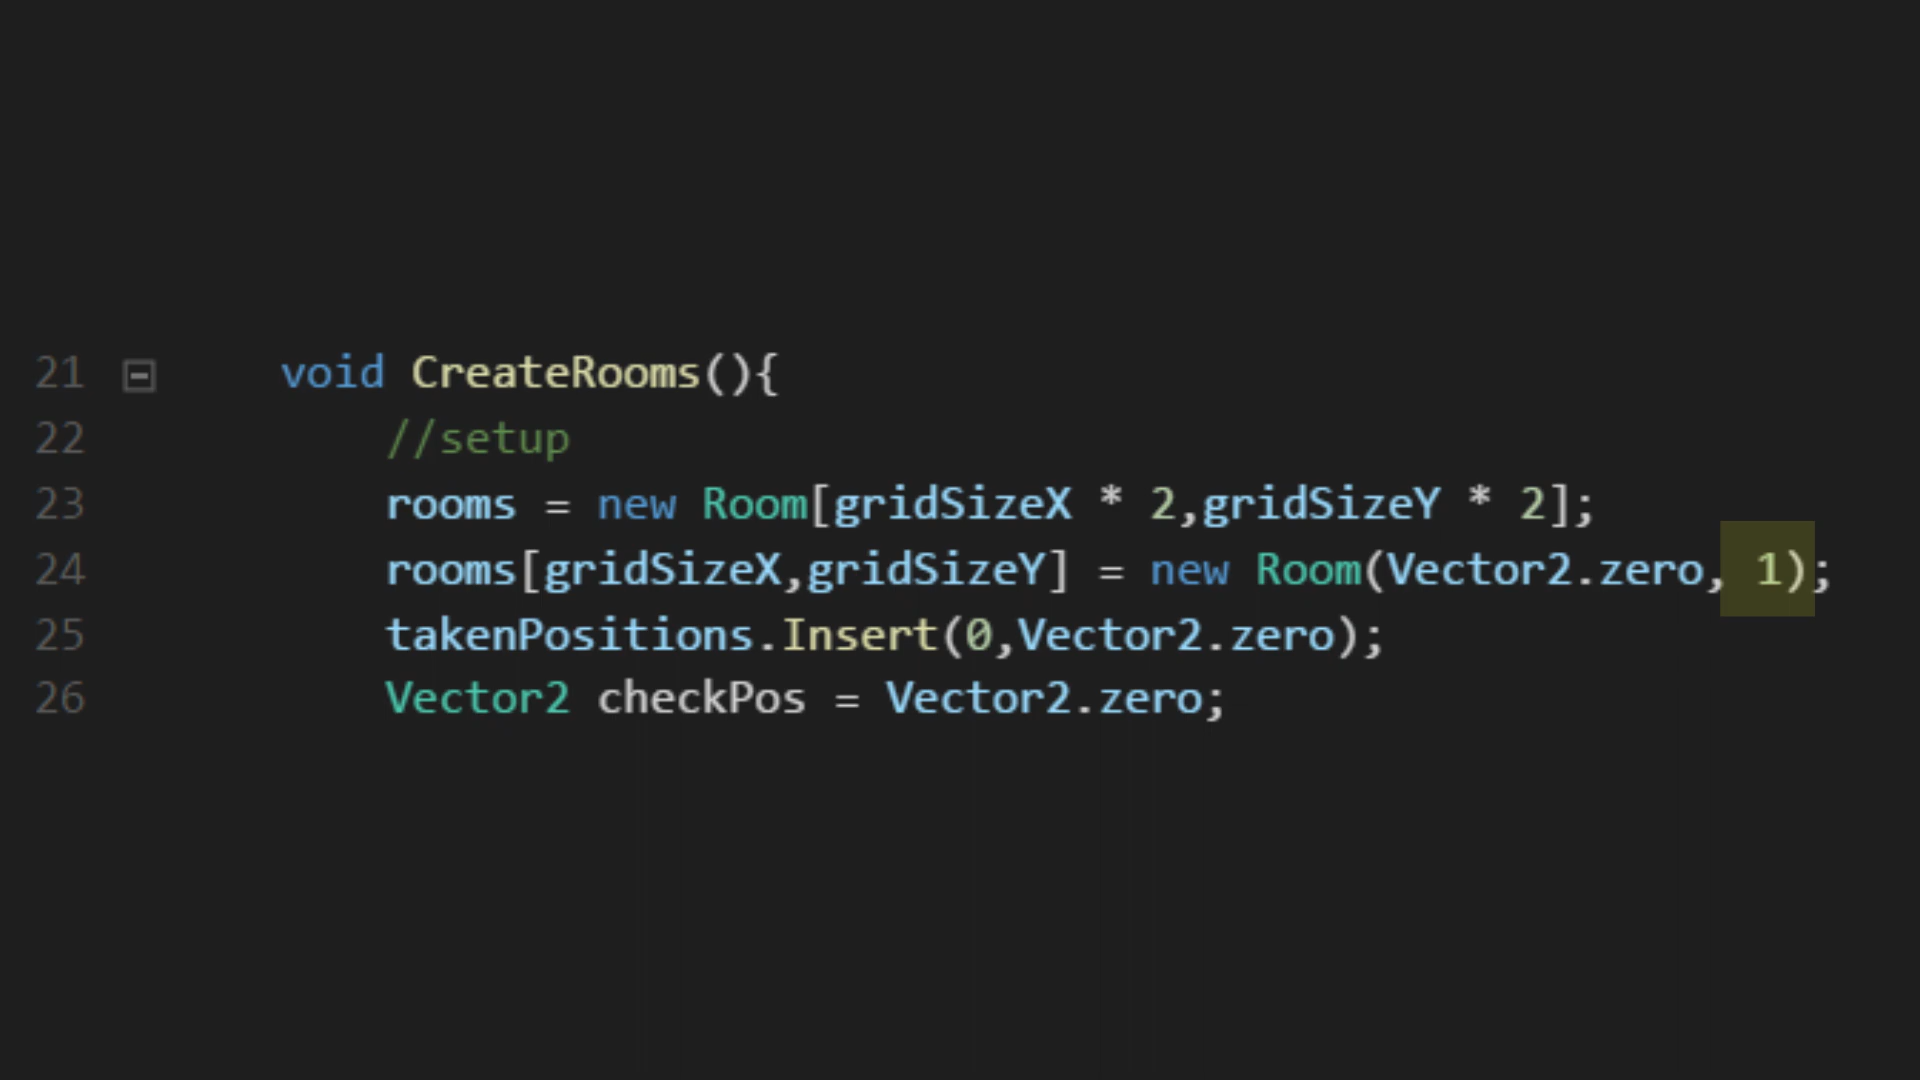 21 void CreateRooms(){
22 //setup
23 rooms = new Room[gridSizeX * 2,gridSizeY * 2];
24 rooms[gridSizeX,gridSizeY] = new Room(Vector2.zero, 1);
25 takenPositions.Insert(0,Vector2.zero);
26 Vector2 checkPos = Vector2.zero;